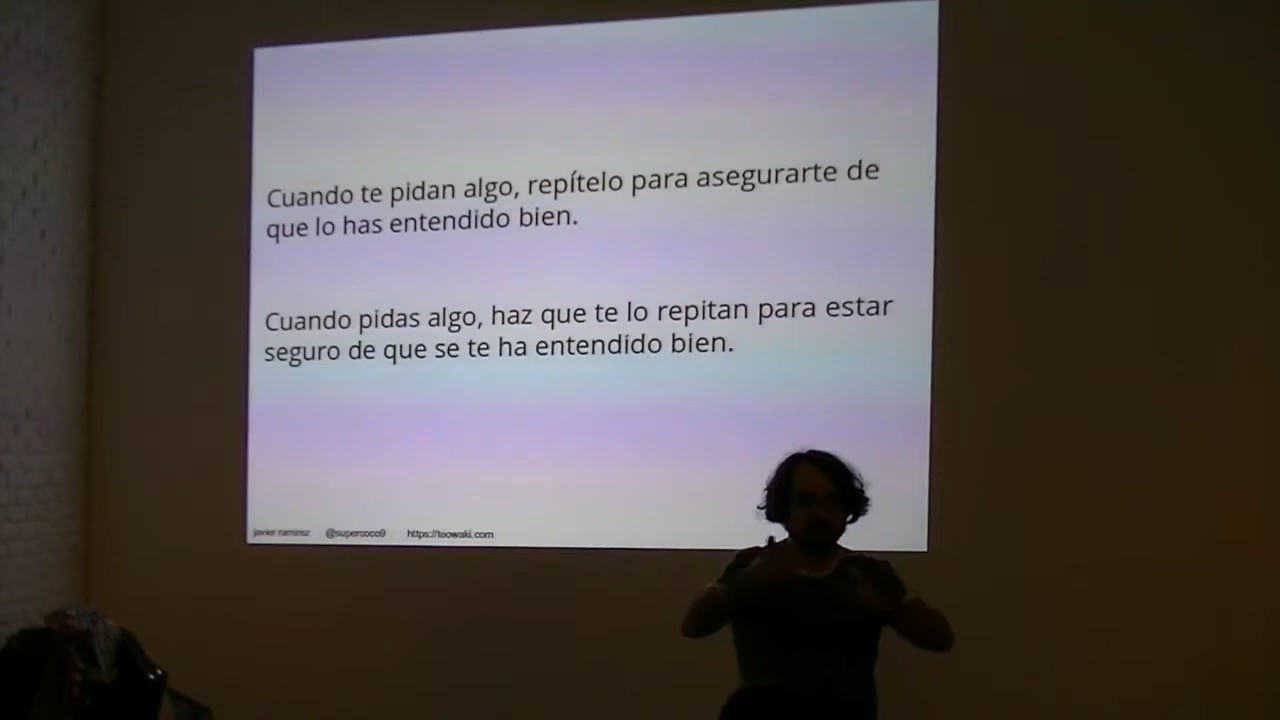 Cuando te pidan algo, repítelo para asegurarte de
que lo has entendido bien.
Cuando pidas algo, haz que te lo repitan para estar
seguro de que se te ha entendido bien.
javier ramirez @supercoco9 https://teowaki.com